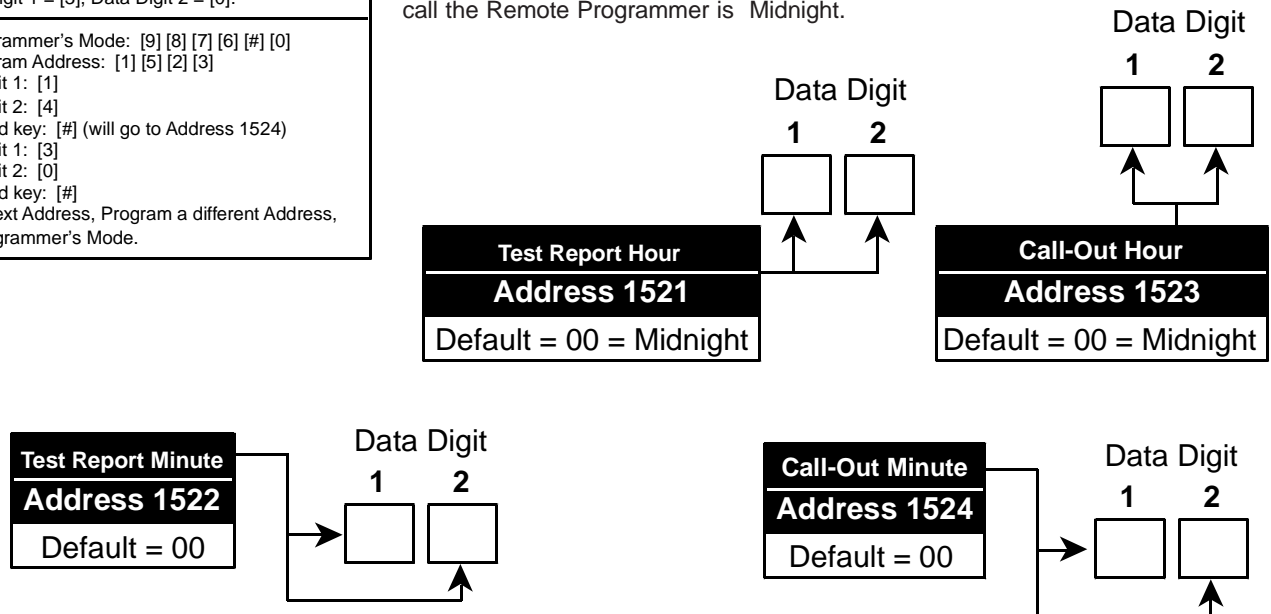 call the Remote Programmer is Midnight.
git 1 = [3], Data Digit 2 = [0].
rammer's Mode: [9] [8] [7] [6] [#] [0]
ram Address: [1] [5] [2] [3]
it 1: [1]
it 2: [4]
d key: [#] (will go to Address 1524)
it 1: [3]
it 2: [0]
d key: [#]
ext Address, Program a different Address,
grammer's Mode.
Data Digit
1 2
Test Report Hour
Address 1521
Default = 00 = Midnight
Data Digit
1 2
Call-Out Hour
Address 1523
Default = 00 = Midnight
Test Report Minute
Address 1522
Default = 00
Data Digit
1 2
Call-Out Minute
Address 1524
Default = 00
Data Digit
1 2